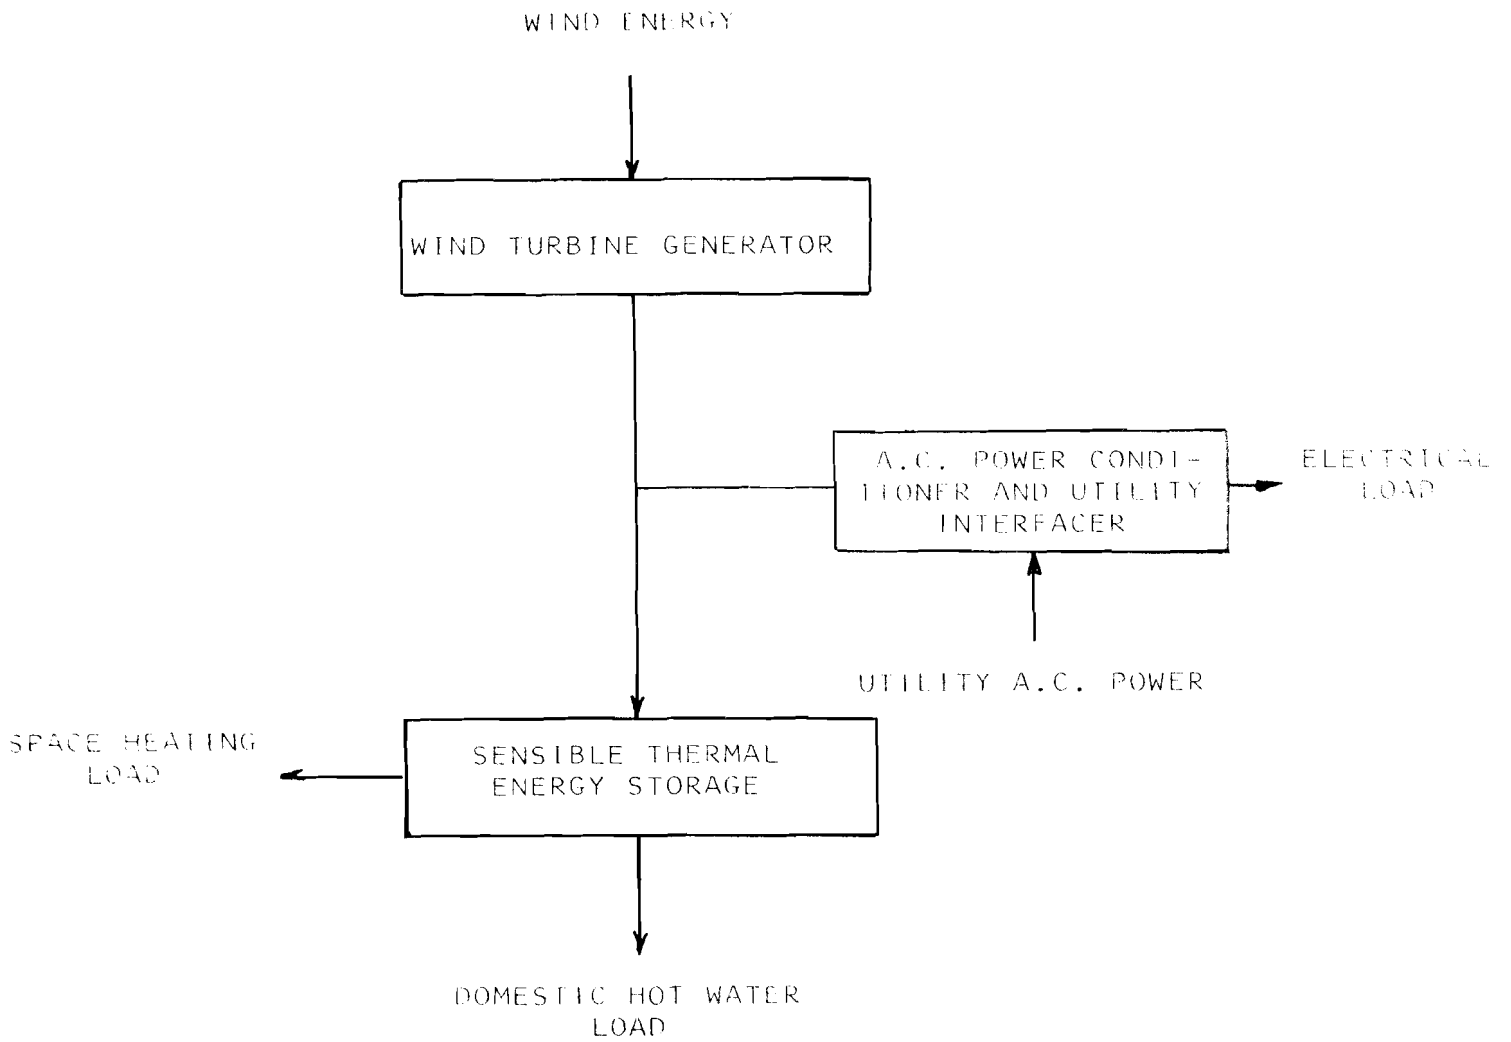 WIND ENERGY
WIND TURBINE GENERATOR
A.C. POWER CONDI-
TIONER AND UTILITY
INTERFACER
ELECTRICAL
LOAD
UTILITY A.C. POWER
SPACE HEATING
LOAD
SENSIBLE THERMAL
ENERGY STORAGE
DOMESTIC HOT WATER
LOAD